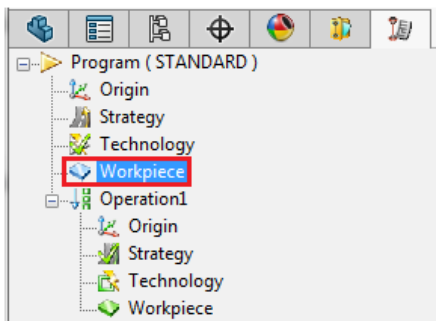 Program ( STANDARD )
Origin
Strategy
Technology
Workpiece
Operation1
Origin
Strategy
Technology
Workpiece